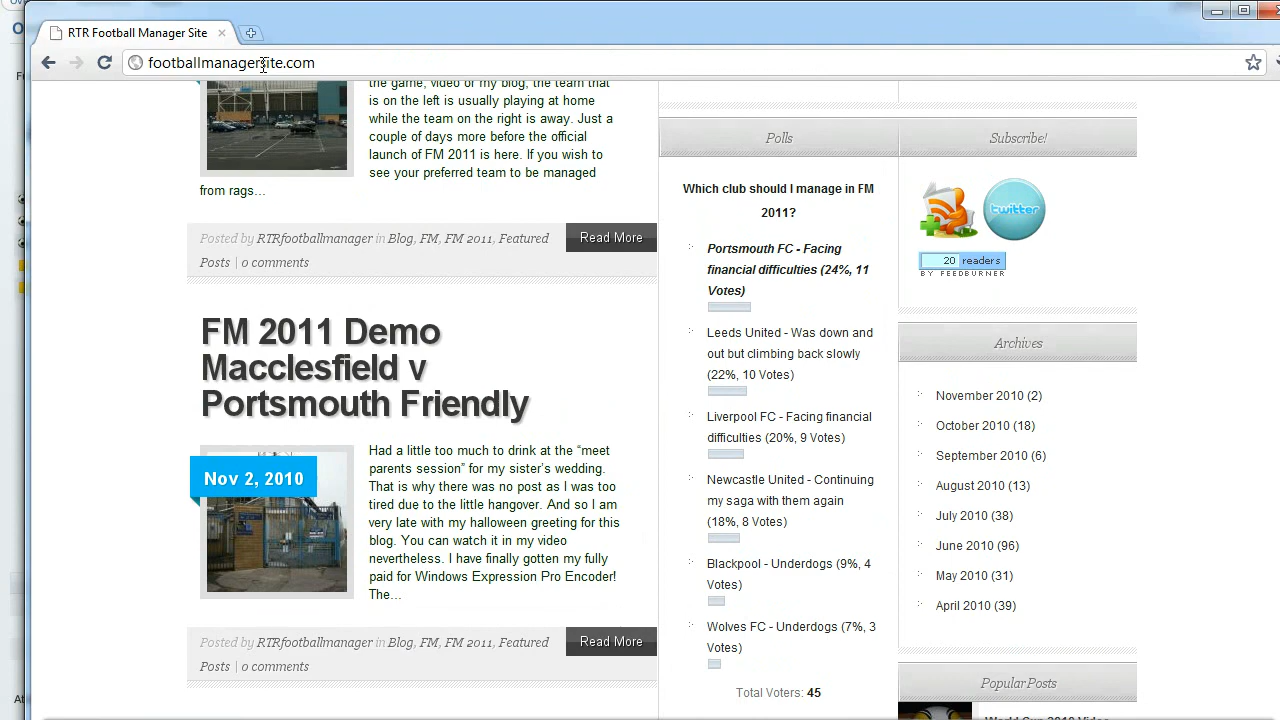 RTR Football Manager Site
footballmanagersite.com
the game, video or my blog, the team that
is on the left is usually playing at home
while the team on the right is away. Just a
couple of days more before the official
launch of FM 2011 is here. If you wish to
see your preferred team to be managed
from rags...
Posted by RTRfootballmanager in Blog, FM, FM 2011, Featured
Posts | 0 comments
Read More
FM 2011 Demo
Macclesfield v
Portsmouth Friendly
Nov 2, 2010
Had a little too much to drink at the “meet
parents session” for my sister’s wedding.
That is why there was no post as I was too
tired due to the little hangover. And so I am
very late with my halloween greeting for this
blog. You can watch it in my video
nevertheless. I have finally gotten my fully
paid for Windows Expression Pro Encoder!
The...
Posted by RTRfootballmanager in Blog, FM, FM 2011, Featured
Posts | 0 comments
Read More
Polls
Which club should I manage in FM
2011?
Portsmouth FC - Facing
financial difficulties (24%, 11
Votes)
Leeds United - Was down and
out but climbing back slowly
(22%, 10 Votes)
Liverpool FC - Facing financial
difficulties (20%, 9 Votes)
Newcastle United - Continuing
my saga with them again
(18%, 8 Votes)
Blackpool - Underdogs (9%, 4
Votes)
Wolves FC - Underdogs (7%, 3
Votes)
Total Voters: 45
Subscribe!
twitter
20 readers
BY FEEDBURNER
Archives
November 2010 (2)
October 2010 (18)
September 2010 (6)
August 2010 (13)
July 2010 (38)
June 2010 (96)
May 2010 (31)
April 2010 (39)
Popular Posts
World Cup 2010 Video